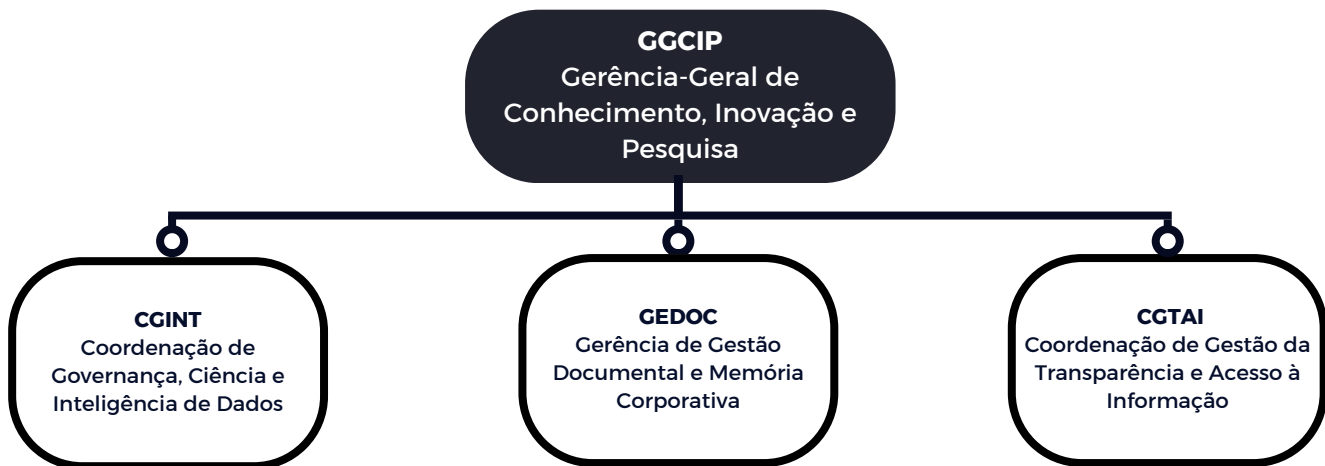 GGCIP
Gerência-Geral de
Conhecimento, Inovação e
Pesquisa
CGINT
Coordenação de
Governança, Ciência e
Inteligência de Dados
GEDOC
Gerência de Gestão
Documental e Memória
Corporativa
CGTAI
Coordenação de Gestão da
Transparência e Acesso à
Informação